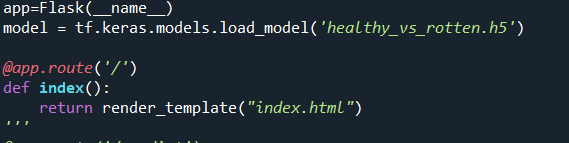 app=Flask(__name__)
model = tf.keras.models.load_model('healthy_vs_rotten.h5')
@app.route('/')
def index():
    return render_template("index.html")
'''